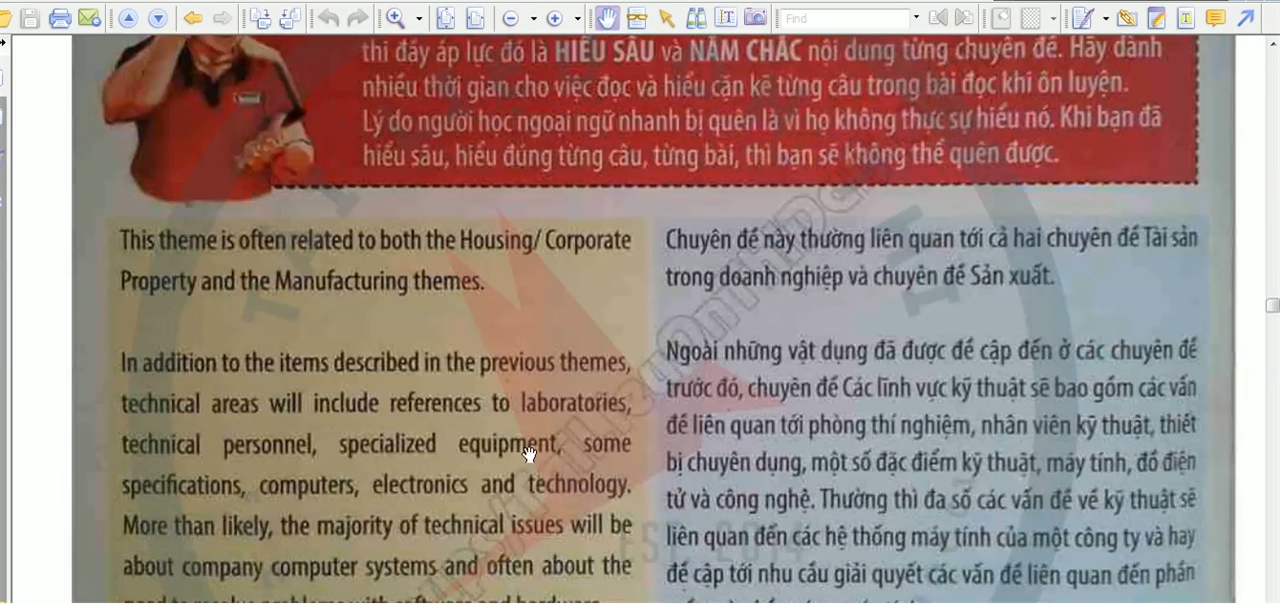 Find
thì đầy áp lực đó là HIỂU SÂU và NẮM CHẮC nội dung từng chuyên đề. Hãy dành
nhiều thời gian cho việc đọc và hiểu cặn kẽ từng câu trong bài đọc khi ôn luyện.
Lý do người học ngoại ngữ nhanh bị quên là vì họ không thực sự hiểu nó. Khi bạn đã
hiểu sâu, hiểu đúng từng câu, từng bài, thì bạn sẽ không thể quên được.
This theme is often related to both the Housing/ Corporate
Property and the Manufacturing themes.
In addition to the items described in the previous themes,
technical areas will include references to laboratories,
technical personnel, specialized equipment, some
specifications, computers, electronics and technology.
More than likely, the majority of technical issues will be
about company computer systems and often about the
need to resolve problems with software and hardware
Chuyên đề này thường liên quan tới cả hai chuyên đề Tài sản
trong doanh nghiệp và chuyên đề Sản xuất.
Ngoài những vật dụng đã được đề cập đến ở các chuyên đề
trước đó, chuyên đề Các lĩnh vực kỹ thuật sẽ bao gồm các vấn
đề liên quan tới phòng thí nghiệm, nhân viên kỹ thuật, thiết
bị chuyên dụng, một số đặc điểm kỹ thuật, máy tính, đồ điện
tử và công nghệ. Thường thì đa số các vấn đề về kỹ thuật sẽ
liên quan đến các hệ thống máy tính của một công ty và hay
đề cập tới nhu cầu giải quyết các vấn đề liên quan đến phần
EST. 2014